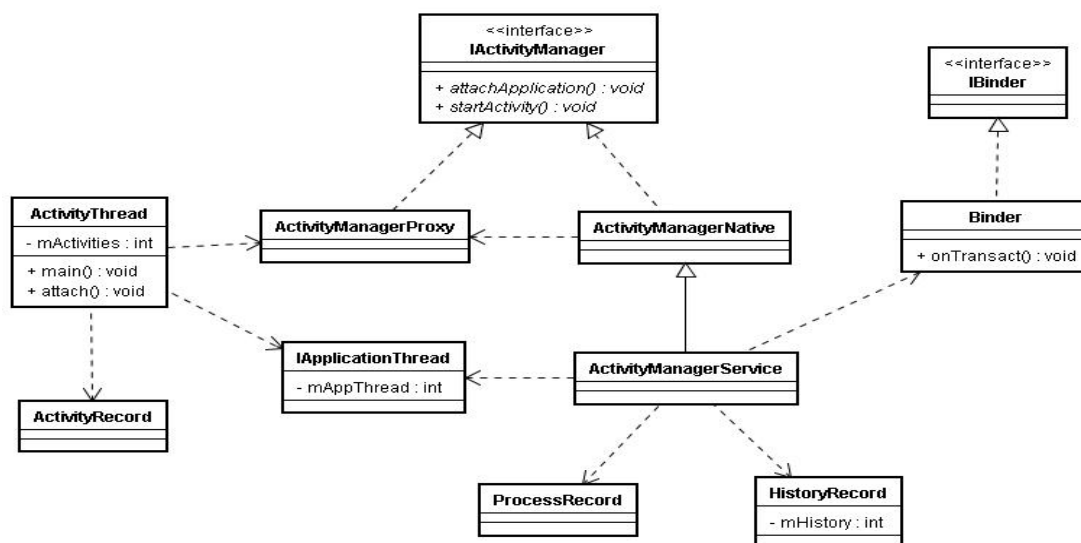 <<interface>>
IActivityManager
+ attachApplication() : void
+ startActivity() : void
<<interface>>
IBinder
ActivityThread
- mActivities : int
+ main() : void
+ attach() : void
ActivityManagerProxy
ActivityManagerNative
Binder
+ onTransact() : void
IApplicationThread
- mAppThread : int
ActivityManagerService
ActivityRecord
ProcessRecord
HistoryRecord
- mHistory : int